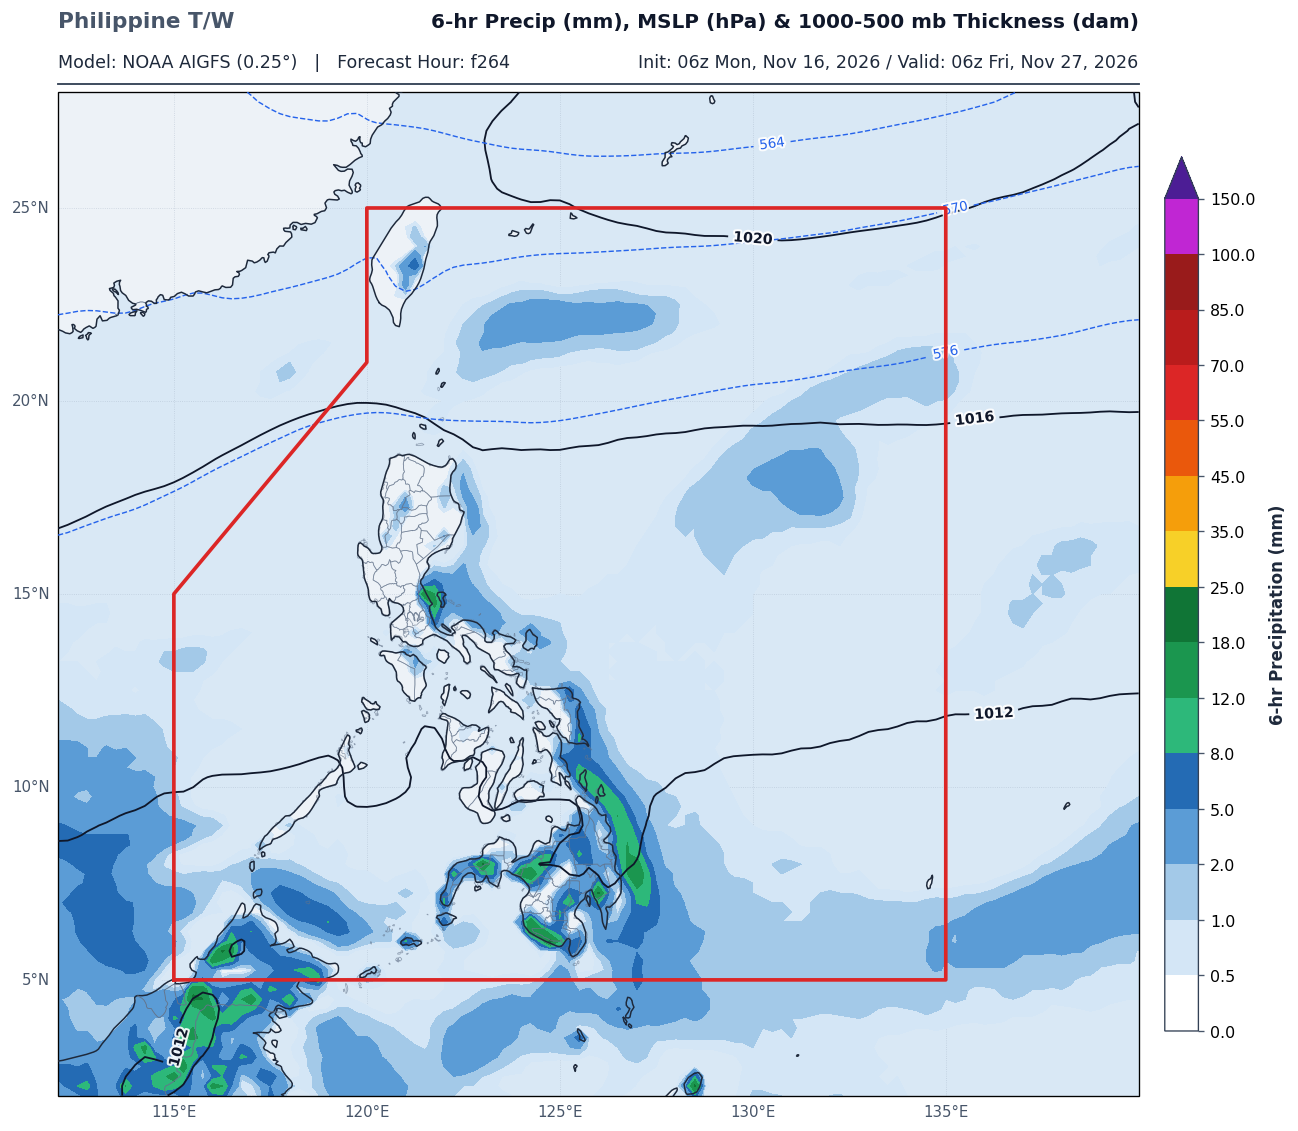 Philippine T/W
6-hr Precip (mm), MSLP (hPa) & 1000-500 mb Thickness (dam)
Model: NOAA AIGFS (0.25°) | Forecast Hour: f264
Init: 06z Mon, Nov 16, 2026 / Valid: 06z Fri, Nov 27, 2026
564
570
1020
576
1016
1012
1012
25°N
20°N
15°N
10°N
5°N
115°E
120°E
125°E
130°E
135°E
150.0
100.0
85.0
70.0
55.0
45.0
35.0
25.0
18.0
12.0
8.0
5.0
2.0
1.0
0.5
0.0
6-hr Precipitation (mm)